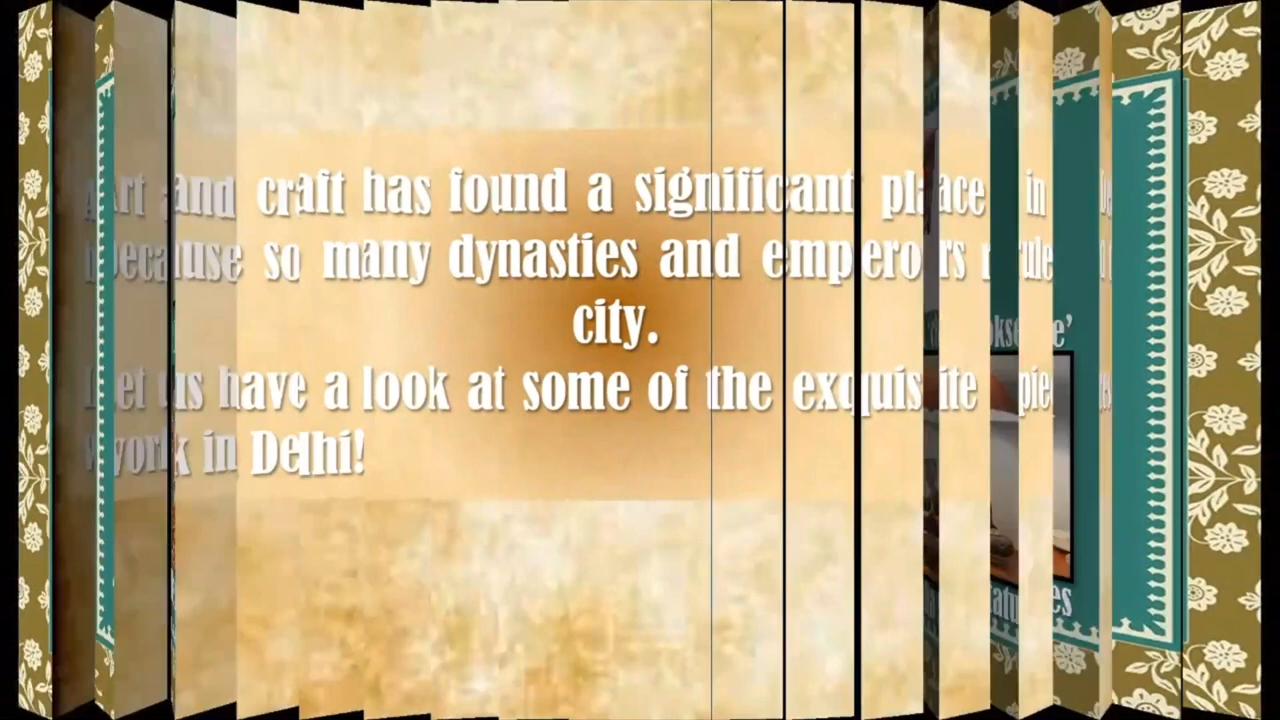 Art and craft has found a significant place in
because so many dynasties and emperors rule
city.
Let us have a look at some of the exquisite
work in Delhi!